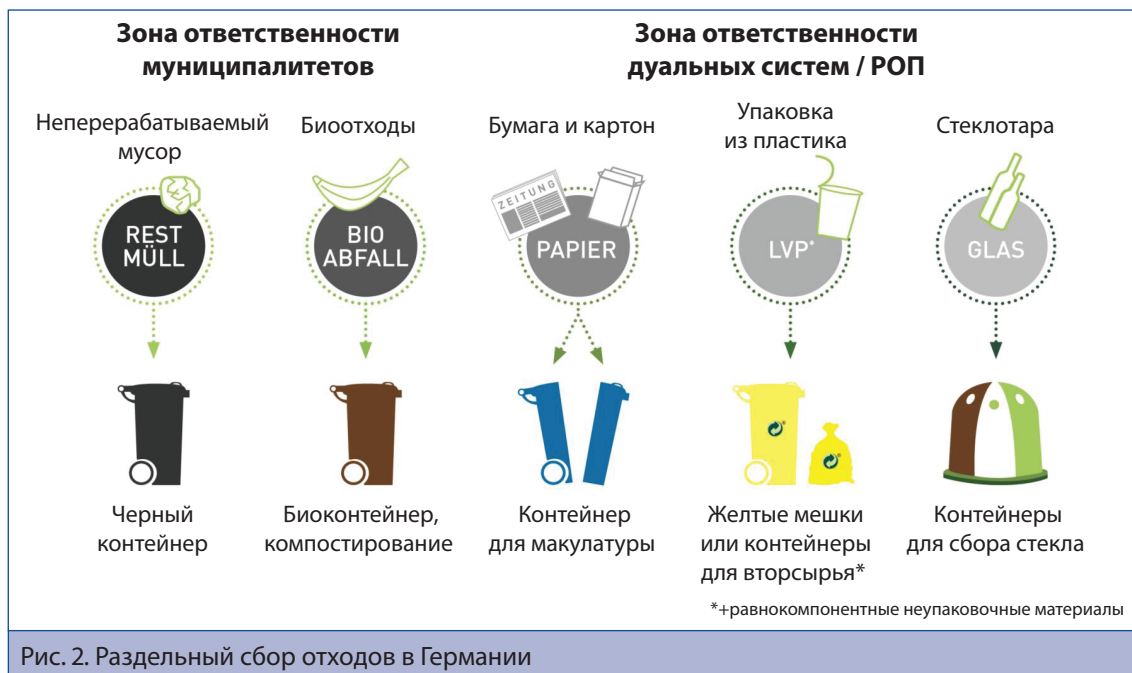 Зона ответственности
муниципалитетов
Зона ответственности
дуальных систем / РОП
Неперерабатываемый
мусор
Биоотходы
Бумага и картон
Упаковка
из пластика
Стеклотара
REST
MÜLL
BIO
ABFALL
ZEITUNG
PAPIER
LVP*
GLAS
Черный
контейнер
Биоконтейнер,
компостирование
Контейнер
для макулатуры
Желтые мешки
или контейнеры
для вторсырья*
Контейнеры
для сбора стекла
*+равнокомпонентные неупаковочные материалы
Рис. 2. Раздельный сбор отходов в Германии